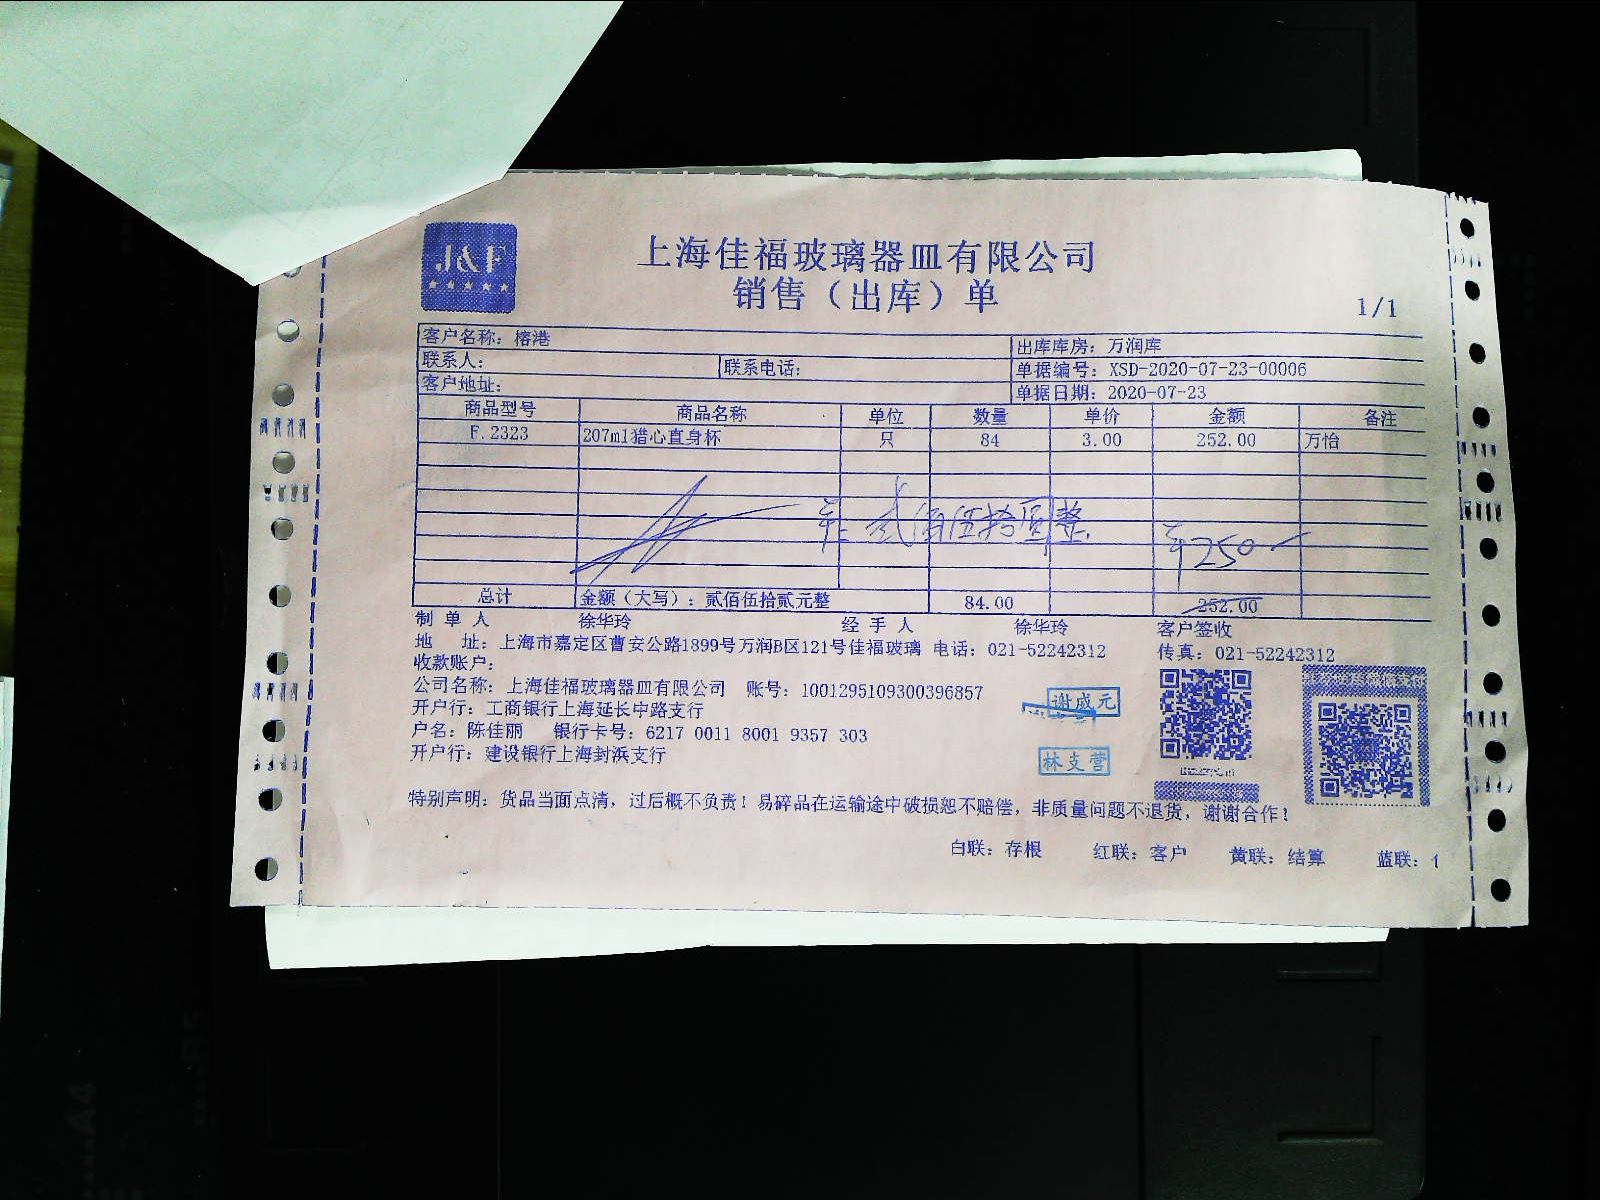 上海佳福玻璃器皿有限公司
销售（出库）单
1/1
客户名称：榕港
出库库房：万润库
联系人：
联系电话：
单据编号：XSD-2020-07-23-00006
客户地址：
单据日期：2020-07-23
商品型号 商品名称 单位 数量 单价 金额 备注
F.2323 207ml猎心直身杯 只 84 3.00 252.00 万怡
贰佰伍拾圆整
¥250
总计 金额（大写）：贰佰伍拾贰元整 84.00 252.00
制单人 徐华玲 经手人 徐华玲 客户签收
地 址：上海市嘉定区曹安公路1899号万润B区121号佳福玻璃 电话：021-52242312 传真：021-52242312
收款账户：
公司名称：上海佳福玻璃器皿有限公司 账号：1001295109300396857
开户行：工商银行上海延长中路支行
户名：陈佳丽 银行卡号：6217 0011 8001 9357 303
开户行：建设银行上海封浜支行
谢咸元
林支营
特别声明：货品当面点清，过后概不负责！易碎品在运输途中破损恕不赔偿，非质量问题不退货，谢谢合作！
白联：存根 红联：客户 黄联：结算 蓝联：